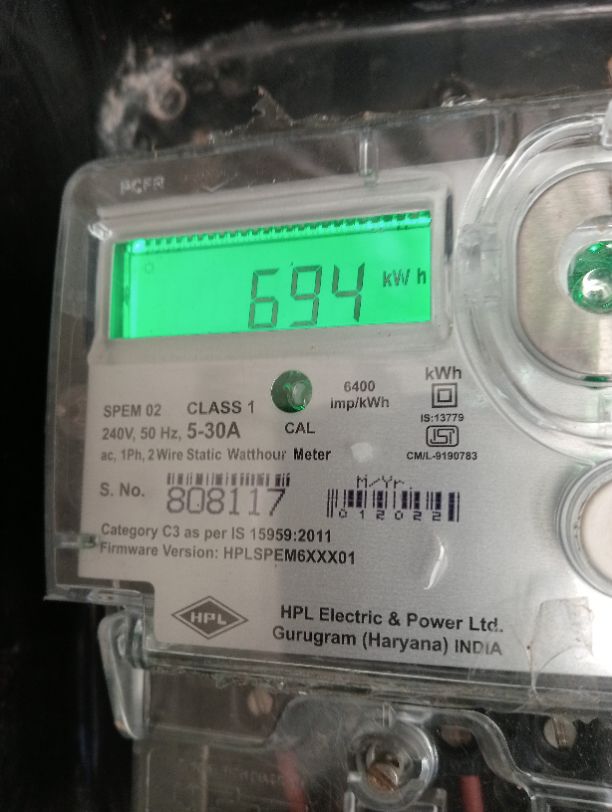 694 kWh
6400
imp/kWh
kWh
SPEM 02 CLASS 1
CAL
IS:13779
240V, 50 Hz, 5-30A
ISI
CM/L-9190783
ac, 1Ph, 2 Wire Static Watthour Meter
S. No. 808117
M/Yr.
012022
Category C3 as per IS 15959:2011
Firmware Version: HPLSPEM6XXX01
HPL
HPL Electric & Power Ltd.
Gurugram (Haryana) INDIA